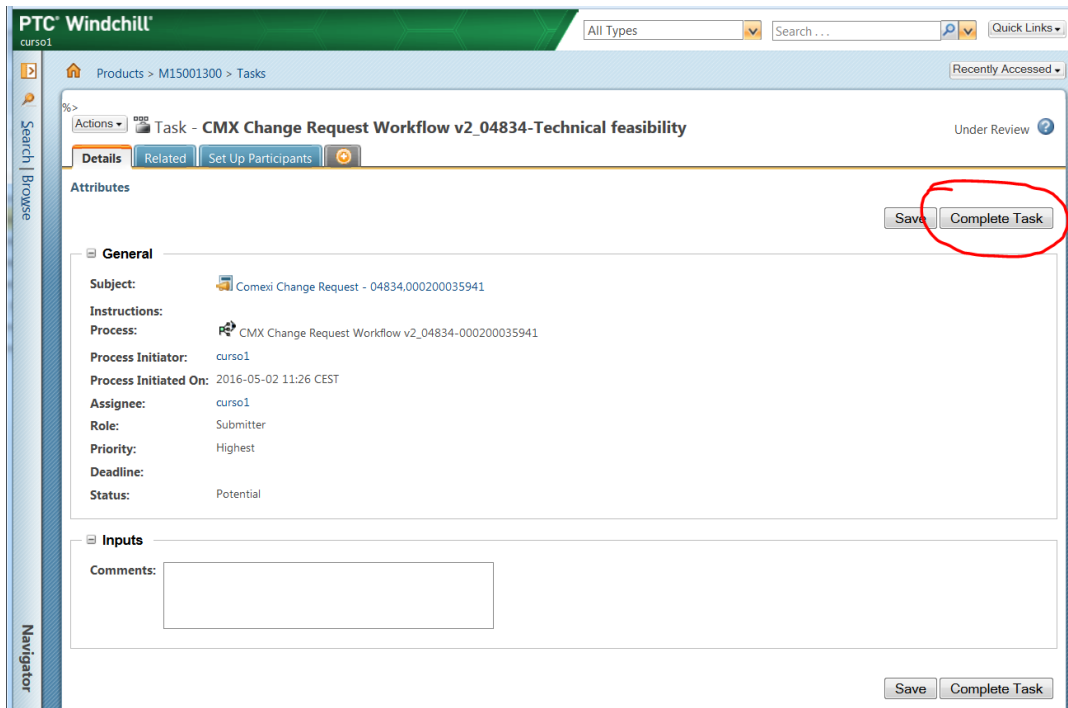 PTC® Windchill®
curso1
All Types
Search . . .
Quick Links
Products > M15001300 > Tasks
Recently Accessed
Search | Browse
Navigator
%>
Actions Task - CMX Change Request Workflow v2_04834-Technical feasibility
Under Review
Details Related Set Up Participants
Attributes
Save Complete Task
General
Subject: Comexi Change Request - 04834,000200035941
Instructions:
Process: CMX Change Request Workflow v2_04834-000200035941
Process Initiator: curso1
Process Initiated On: 2016-05-02 11:26 CEST
Assignee: curso1
Role: Submitter
Priority: Highest
Deadline:
Status: Potential
Inputs
Comments:
Save Complete Task